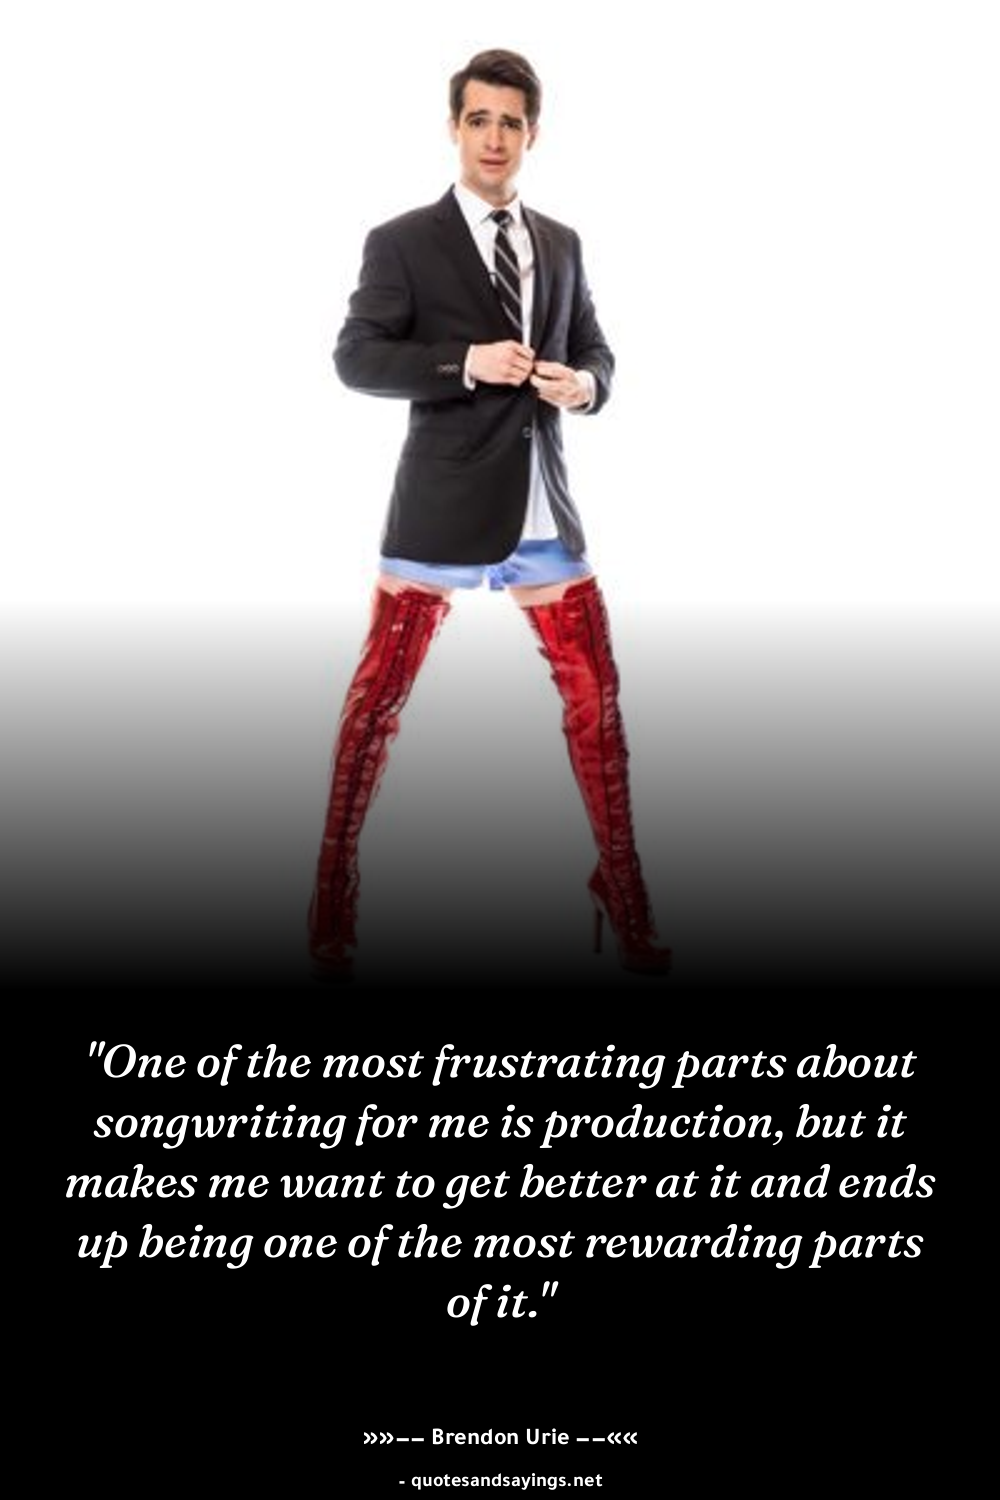 "One of the most frustrating parts about
songwriting for me is production, but it
makes me want to get better at it and ends
up being one of the most rewarding parts
of it."
»»–– Brendon Urie ––««
- quotesandsayings.net